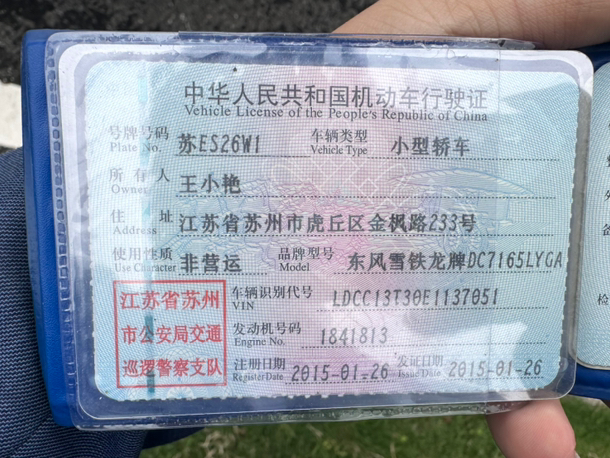 中华人民共和国机动车行驶证
Vehicle License of the People's Republic of China
号牌号码 苏ES26W1 车辆类型 小型轿车
Plate No. Vehicle Type
所有人 王小艳
Owner
住址 江苏省苏州市虎丘区金枫路233号
Address
使用性质 非营运 品牌型号 东风雪铁龙牌DC7165LYGA
Use Character Model
江苏省苏州
市公安局交通
巡逻警察支队
车辆识别代号 LDCC13T30E1137051
VIN
发动机号码 1841813
Engine No.
注册日期 2015-01-26 发证日期 2015-01-26
Register Date Issue Date